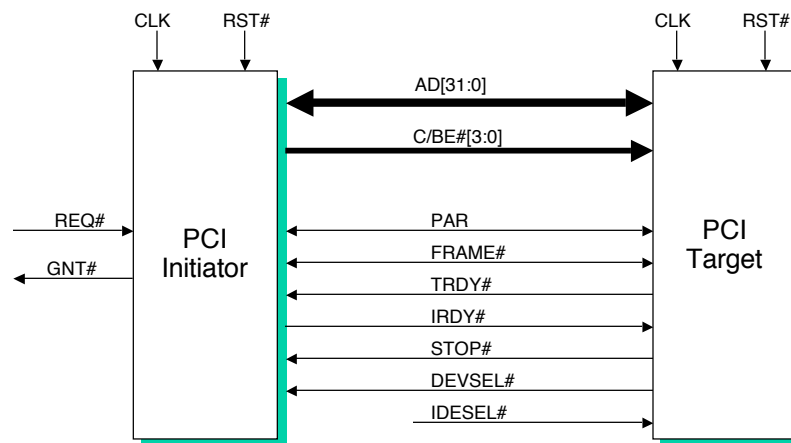 CLK RST# CLK RST#
AD[31:0]
C/BE#[3:0]
REQ#
GNT#
PCI
Initiator
PAR
FRAME#
TRDY#
IRDY#
STOP#
DEVSEL#
IDESEL#
PCI
Target